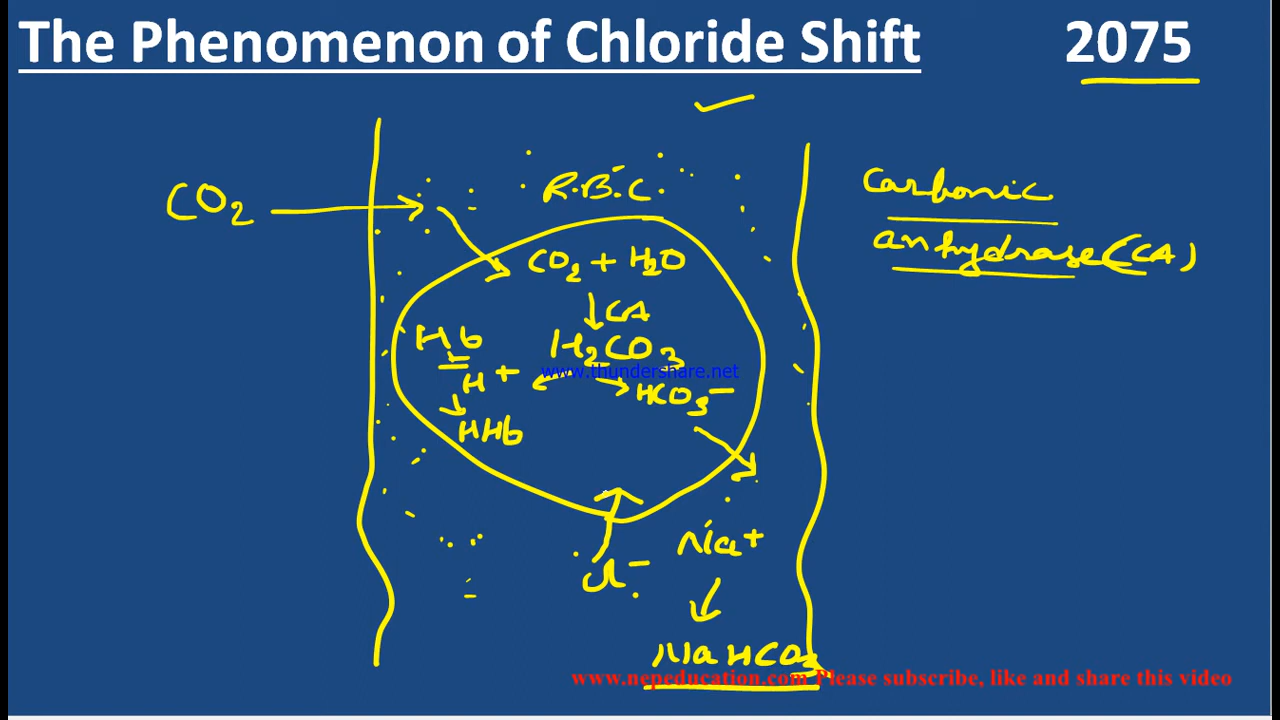 The Phenomenon of Chloride Shift 2075
R.B.C.
CO2
Carbonic
anhydrase (CA)
CO2 + H2O
CA
Hb
H2CO3
www.thundershare.net
H+
HCO3-
HHb
Na+
Cl-
NaHCO3
www.nepeducation.com Please subscribe, like and share this video